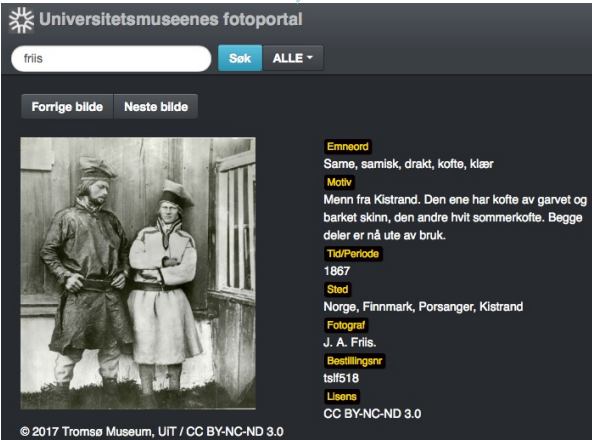 Universitetsmuseenes fotoportal
friis
Søk
ALLE
Forrige bilde
Neste bilde
Emneord
Same, samisk, drakt, kofte, klær
Motiv
Menn fra Kistrand. Den ene har kofte av garvet og
barket skinn, den andre hvit sommerkofte. Begge
deler er nå ute av bruk.
Tid/Periode
1867
Sted
Norge, Finnmark, Porsanger, Kistrand
Fotograf
J. A. Friis.
Bestillingsnr
tslf518
Lisens
CC BY-NC-ND 3.0
© 2017 Tromsø Museum, UiT / CC BY-NC-ND 3.0